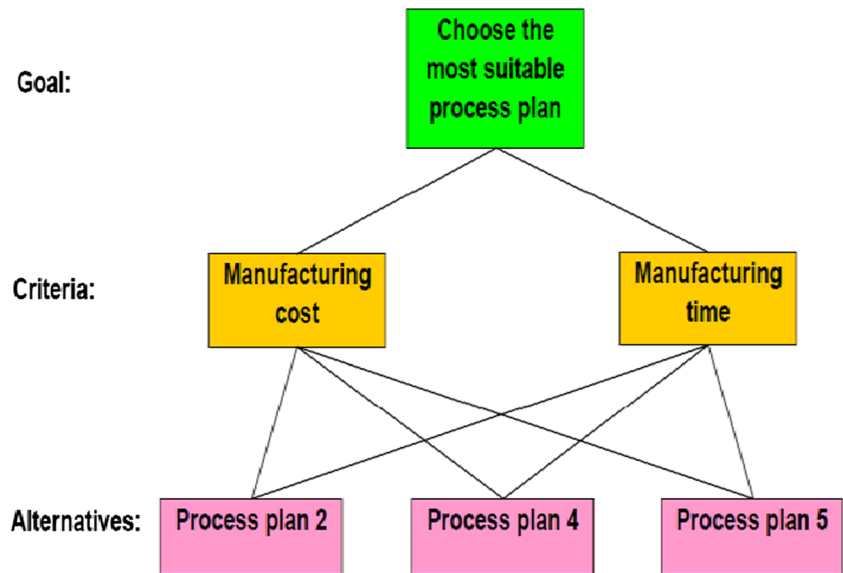 Goal:
Choose the
most suitable
process plan
Criteria:
Manufacturing
cost
Manufacturing
time
Alternatives:
Process plan 2
Process plan 4
Process plan 5